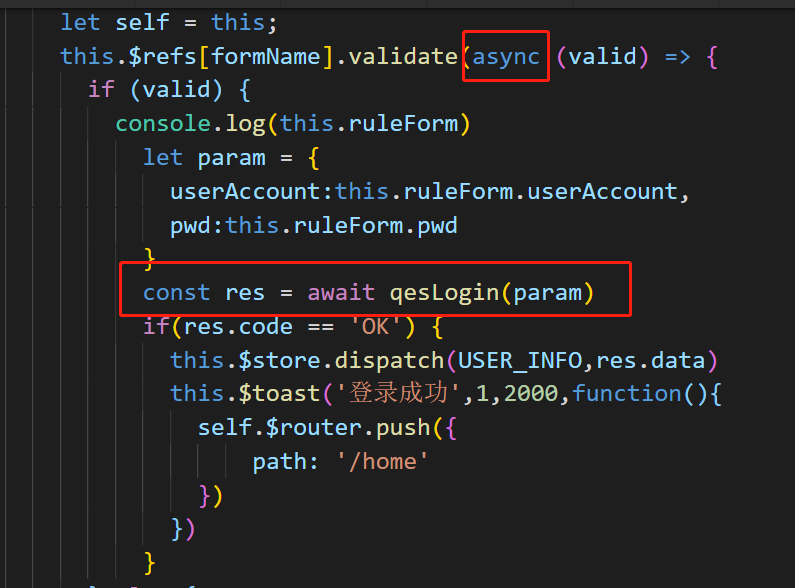 let self = this;
this.$refs[formName].validate(async (valid) => {
if (valid) {
console.log(this.ruleForm)
let param = {
userAccount:this.ruleForm.userAccount,
pwd:this.ruleForm.pwd
}
const res = await qesLogin(param)
if(res.code == 'OK') {
this.$store.dispatch(USER_INFO,res.data)
this.$toast('登录成功',1,2000,function(){
self.$router.push({
path: '/home'
})
})
}